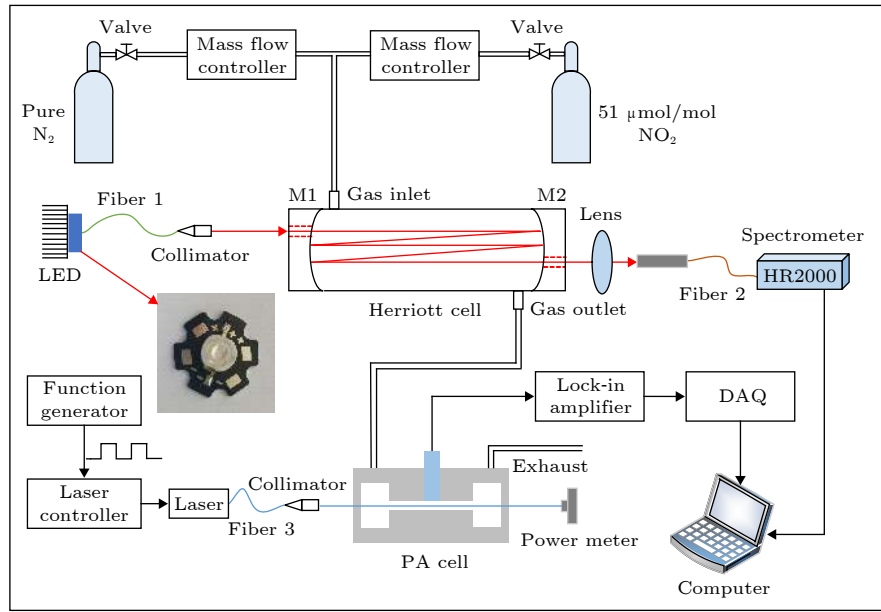 Valve
Mass flow
controller
Mass flow
controller
Valve
Pure
N₂
51 μmol/mol
NO₂
M1
Gas inlet
M2
Fiber 1
Lens
Collimator
Spectrometer
LED
HR2000
Fiber 2
Herriott cell
Gas outlet
Function
generator
Lock-in
amplifier
DAQ
Exhaust
Laser
controller
Laser
Collimator
Fiber 3
Power meter
PA cell
Computer